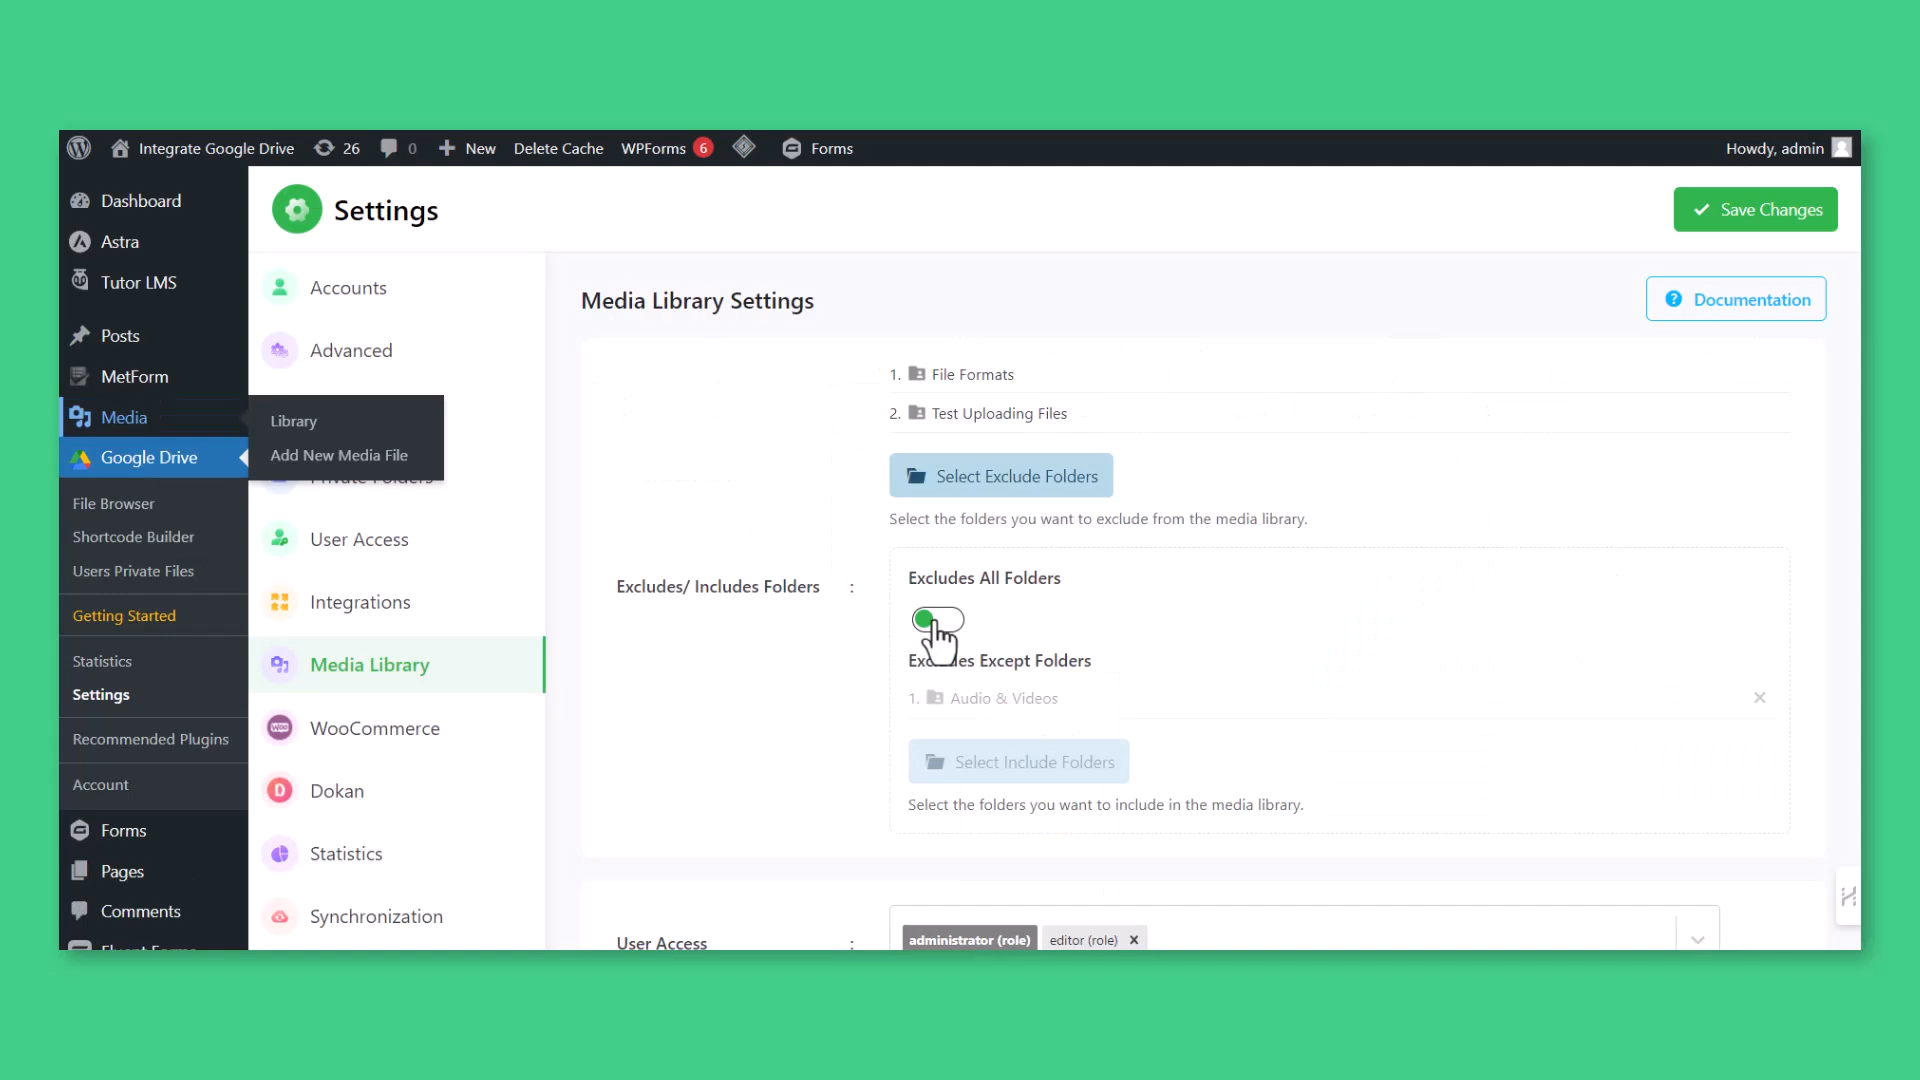 Integrate Google Drive
26
0
New
Delete Cache
WPForms 6
Forms
Howdy, admin
Dashboard
Astra
Tutor LMS
Posts
MetForm
Media
Google Drive
File Browser
Shortcode Builder
Users Private Files
Getting Started
Statistics
Settings
Recommended Plugins
Account
Forms
Pages
Comments
Library
Add New Media File
Settings
Save Changes
Accounts
Advanced
Private Folders
User Access
Integrations
Media Library
WooCommerce
Dokan
Statistics
Synchronization
Media Library Settings
Documentation
Excludes/ Includes Folders :
1. File Formats
2. Test Uploading Files
Select Exclude Folders
Select the folders you want to exclude from the media library.
Excludes All Folders
Except Folders
1. Audio & Videos
Select Include Folders
Select the folders you want to include in the media library.
User Access :
administrator (role) editor (role)